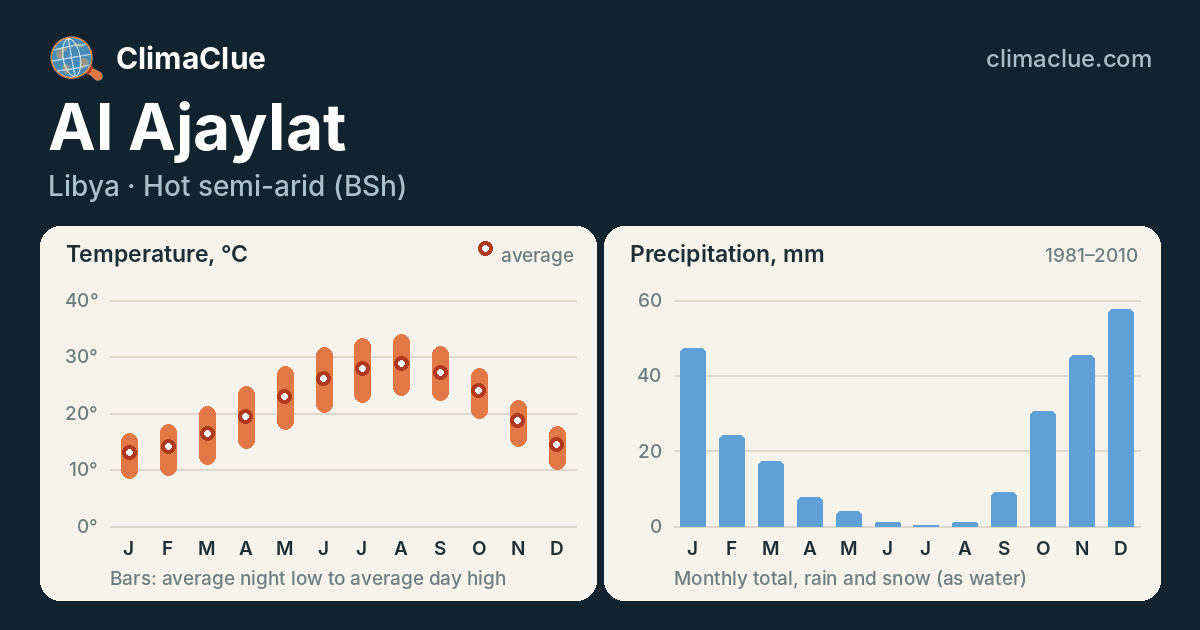 ClimaClue
climaclue.com
Al Ajaylat
Libya · Hot semi-arid (BSh)
Temperature, °C
average
40°
30°
20°
10°
0°
J F M A M J J A S O N D
Bars: average night low to average day high
Precipitation, mm
1981–2010
60
40
20
0
J F M A M J J A S O N D
Monthly total, rain and snow (as water)